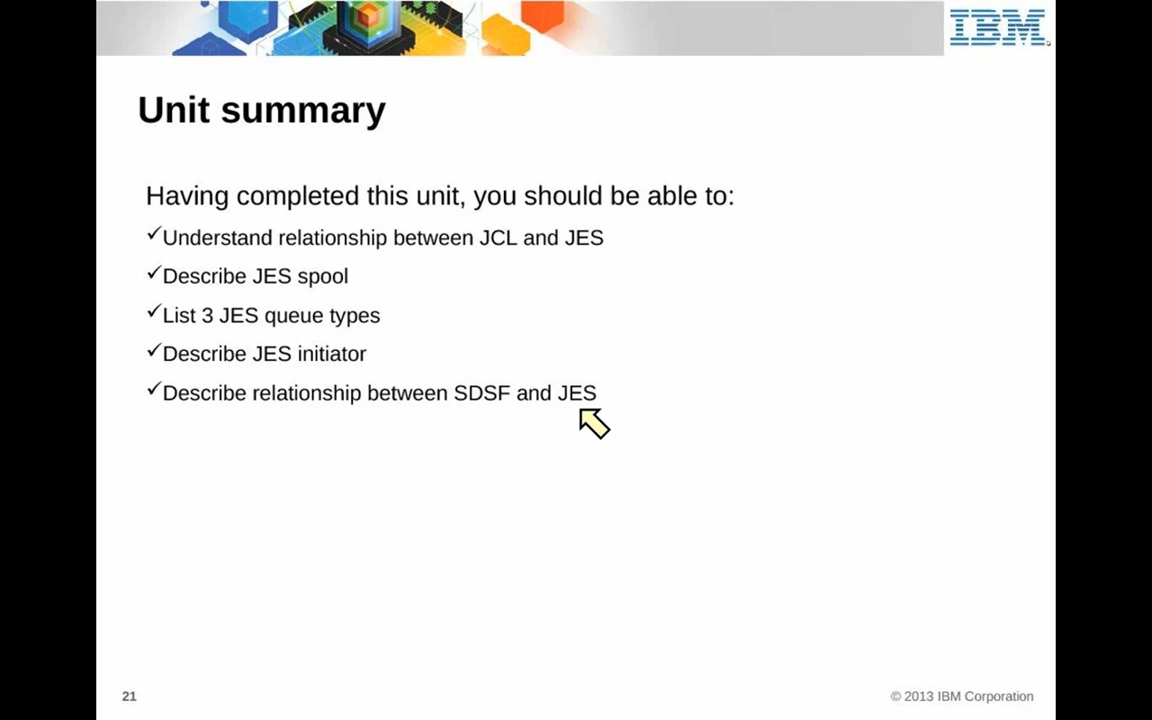 IBM
Unit summary
Having completed this unit, you should be able to:
✓Understand relationship between JCL and JES
✓Describe JES spool
✓List 3 JES queue types
✓Describe JES initiator
✓Describe relationship between SDSF and JES
21
© 2013 IBM Corporation